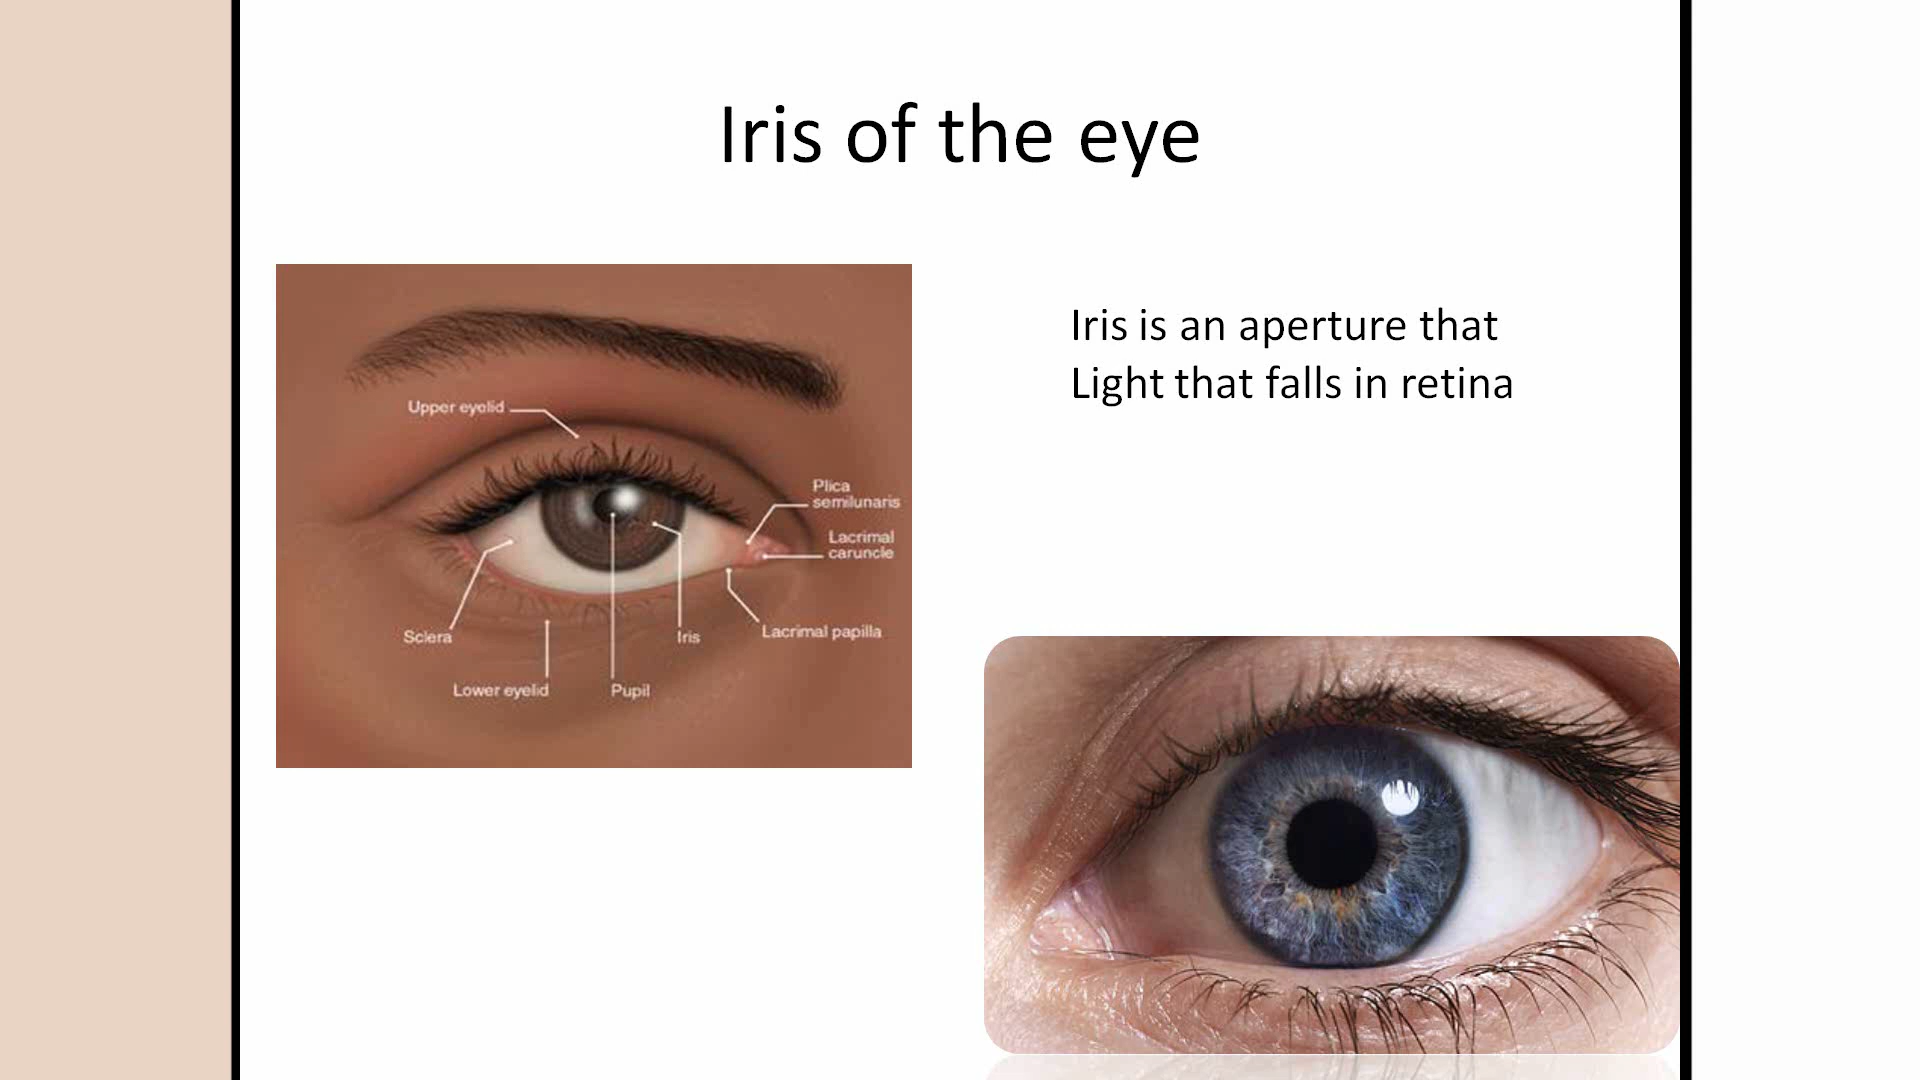 Iris of the eye
Iris is an aperture that
Light that falls in retina
Upper eyelid
Plica
semilunaris
Lacrimal
caruncle
Sclera
Iris
Lacrimal papilla
Lower eyelid
Pupil